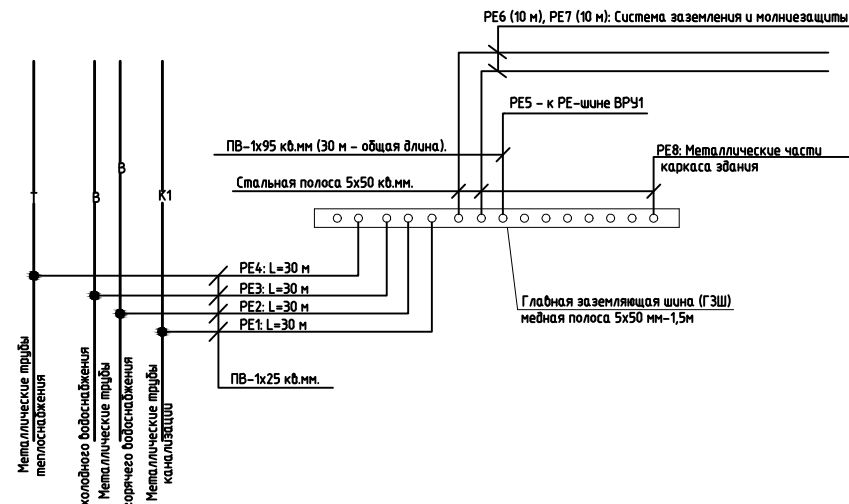 PE6 (10 м), PE7 (10 м): Система заземления и молниезащиты
PE5 - к PE-шине ВРУ1
ПВ-1х95 кв.мм (30 м - общая длина).
PE8: Металлические части
каркаса здания
Стальная полоса 5х50 кв.мм.
Т
В
В
К1
PE4: L=30 м
PE3: L=30 м
PE2: L=30 м
PE1: L=30 м
Главная заземляющая шина (ГЗШ)
медная полоса 5х50 мм-1,5м
ПВ-1х25 кв.мм.
Металлические трубы
теплоснабжения
холодного водоснабжения
Металлические трубы
горячего водоснабжения
Металлические трубы
канализации